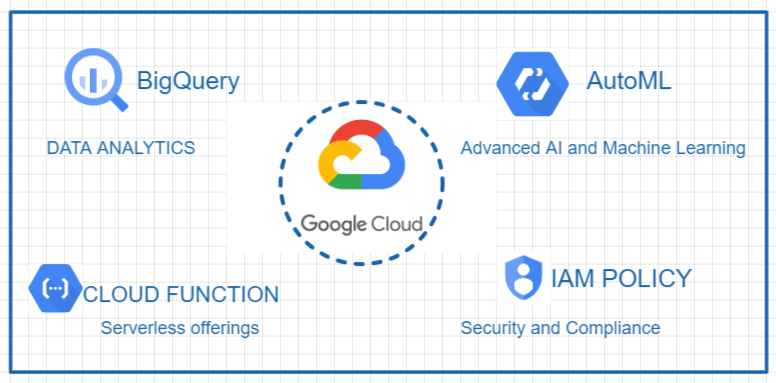 BigQuery
DATA ANALYTICS
AutoML
Advanced AI and Machine Learning
Google Cloud
CLOUD FUNCTION
Serverless offerings
IAM POLICY
Security and Compliance